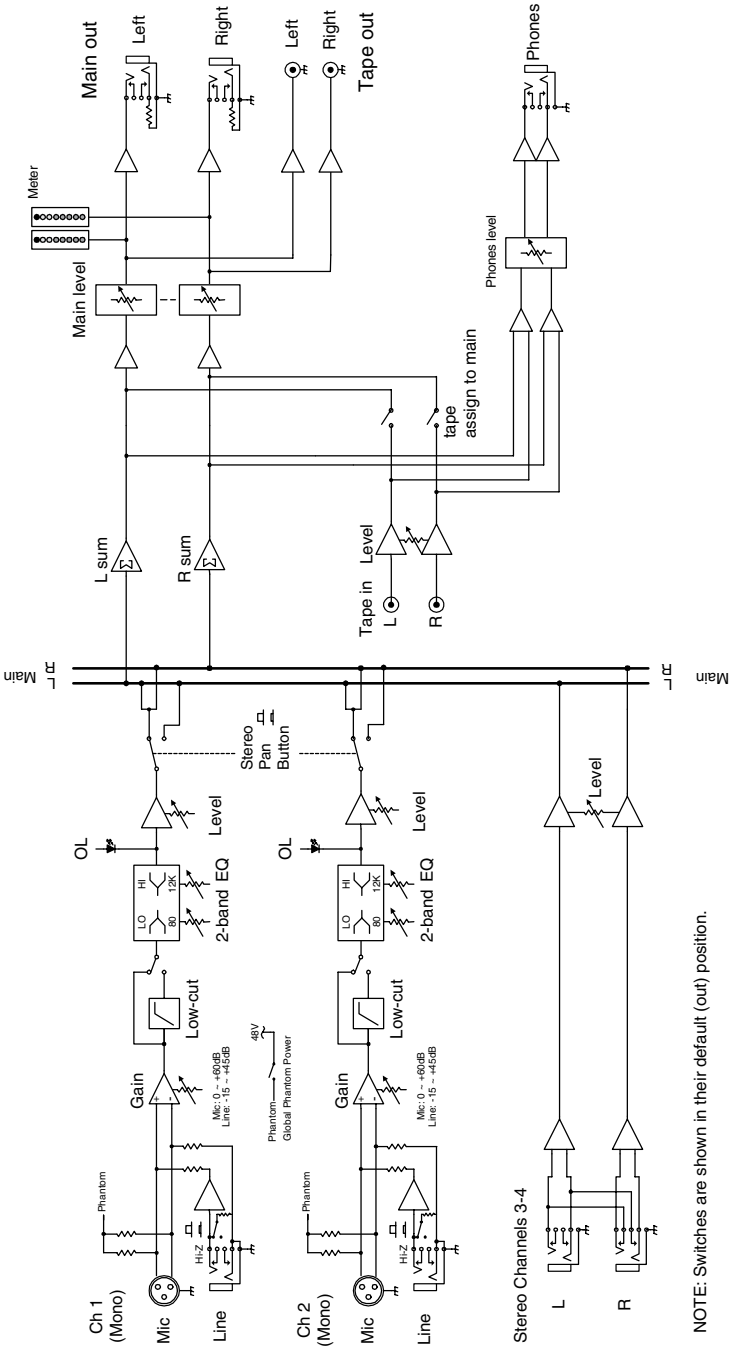 Ch 1
(Mono)
Mic
Line
Phantom
Hi-Z
Gain
+
-
Mic: 0 ~ +60dB
Line: -15 ~ +45dB
Low-cut
LO
HI
80
12K
2-band EQ
OL
Level
Phantom
48V
Global Phantom Power
Stereo
Pan
Button
Ch 2
(Mono)
Mic
Line
Phantom
Hi-Z
Gain
+
-
Mic: 0 ~ +60dB
Line: -15 ~ +45dB
Low-cut
LO
HI
80
12K
2-band EQ
OL
Level
Stereo Channels 3-4
L
R
Level
Main
L
R
Main
L
R
L sum
Σ
R sum
Σ
Tape in
L
R
Level
tape
assign to main
Main level
Meter
Main out
Left
Right
Left
Right
Tape out
Phones level
Phones
NOTE: Switches are shown in their default (out) position.